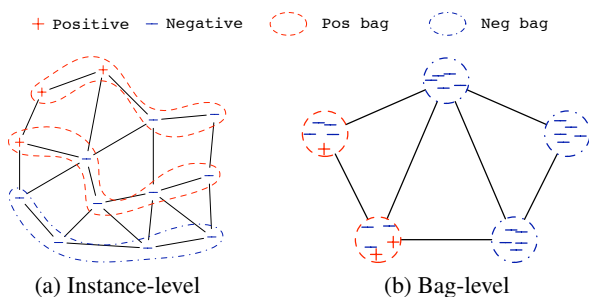 + Positive − Negative Pos bag Neg bag
(a) Instance-level (b) Bag-level